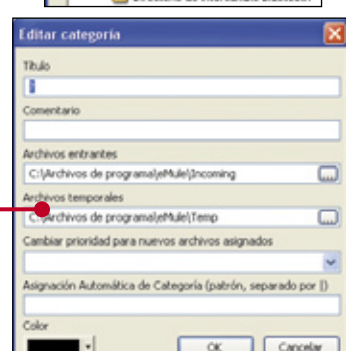 Editar categoría
Título
?
Comentario
Archivos entrantes
C:\Archivos de programa\eMule\Incoming
...
Archivos temporales
C:\Archivos de programa\eMule\Temp
...
Cambiar prioridad para nuevos archivos asignados
Asignación Automática de Categoría (patrón, separado por |)
Color
OK
Cancelar